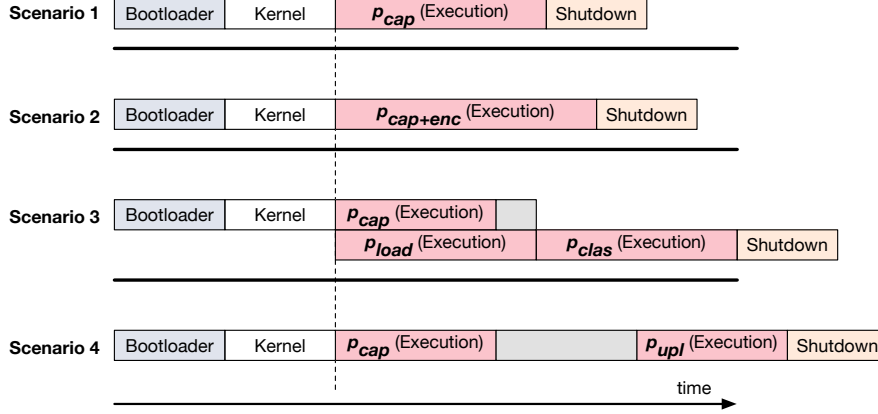 Scenario 1 Bootloader Kernel p_cap (Execution) Shutdown
Scenario 2 Bootloader Kernel p_cap+enc (Execution) Shutdown
Scenario 3 Bootloader Kernel p_cap (Execution)
p_load (Execution) p_clas (Execution) Shutdown
Scenario 4 Bootloader Kernel p_cap (Execution) p_upl (Execution) Shutdown
time